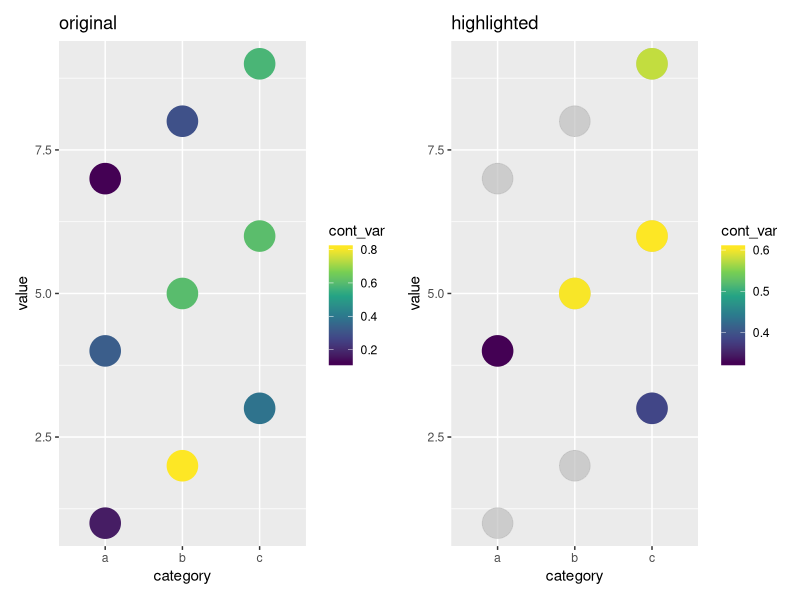 original
highlighted
value
7.5
5.0
2.5
a b c
category
cont_var
0.8
0.6
0.4
0.2
value
7.5
5.0
2.5
a b c
category
cont_var
0.6
0.5
0.4